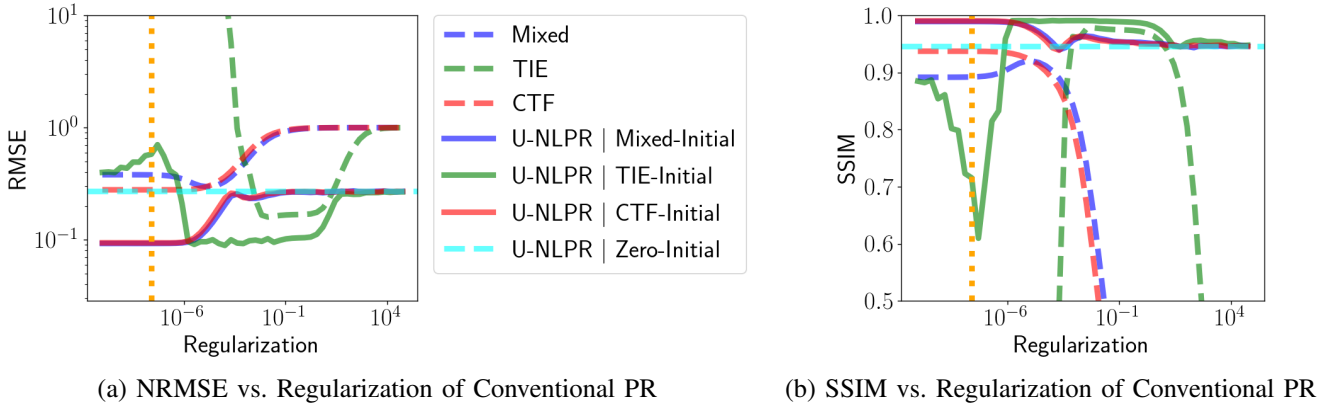 10^1
10^0
10^-1
RMSE
10^-6
10^-1
10^4
Regularization
Mixed
TIE
CTF
U-NLPR | Mixed-Initial
U-NLPR | TIE-Initial
U-NLPR | CTF-Initial
U-NLPR | Zero-Initial
1.0
0.9
0.8
0.7
0.6
0.5
SSIM
10^-6
10^-1
10^4
Regularization
(a) NRMSE vs. Regularization of Conventional PR
(b) SSIM vs. Regularization of Conventional PR